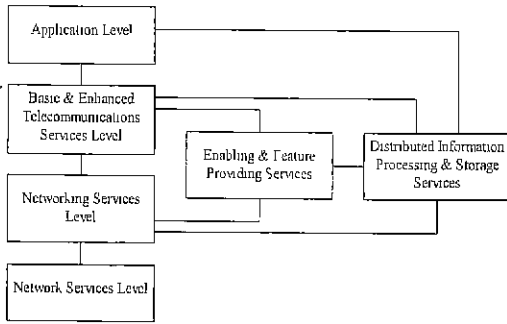 Application Level
Basic & Enhanced
Telecommunications
Services Level
Enabling & Feature
Providing Services
Distributed Information
Processing & Storage
Services
Networking Services
Level
Network Services Level